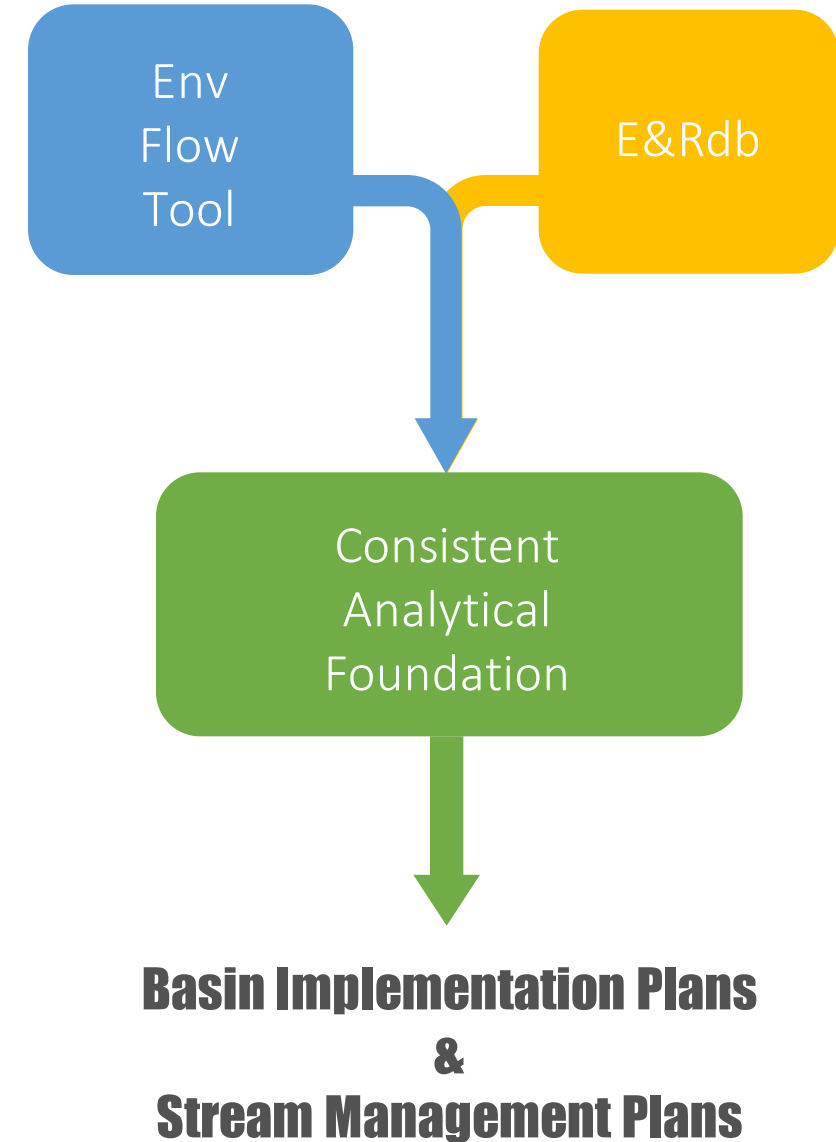 Env
Flow
Tool
E&Rdb
Consistent
Analytical
Foundation
Basin Implementation Plans
&
Stream Management Plans